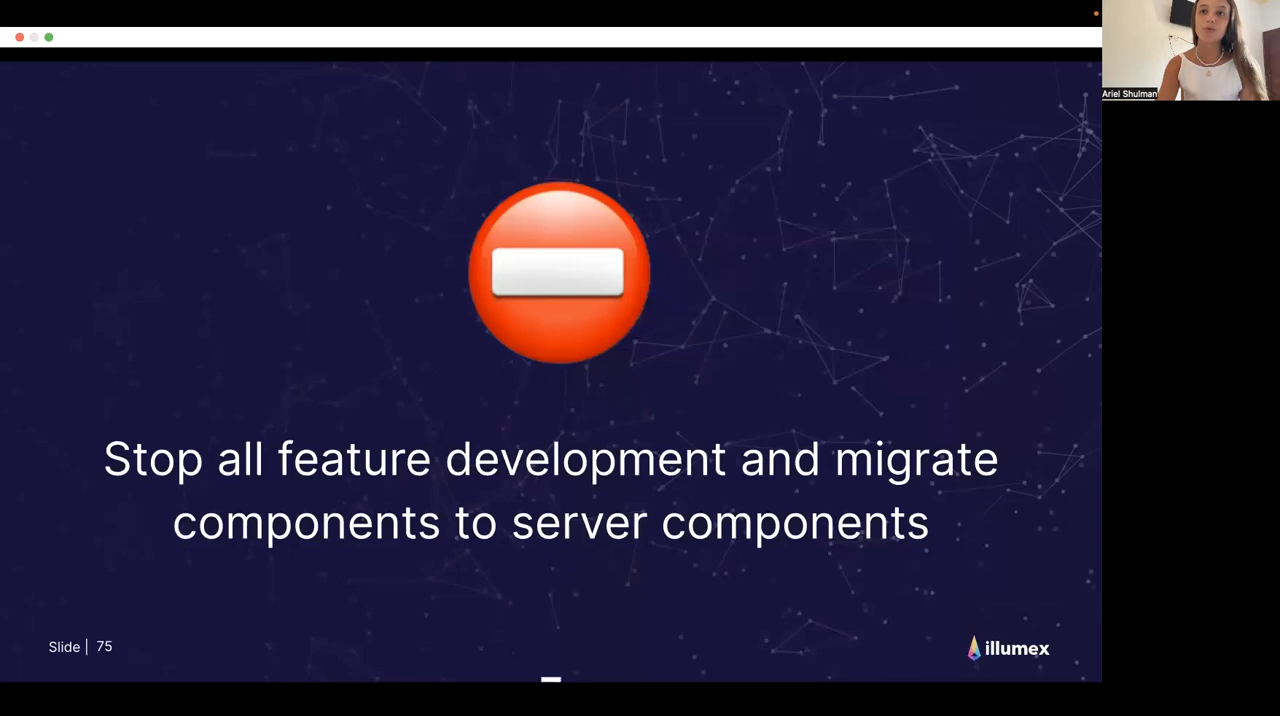 Ariel Shulman
Stop all feature development and migrate
components to server components
Slide | 75
illumex